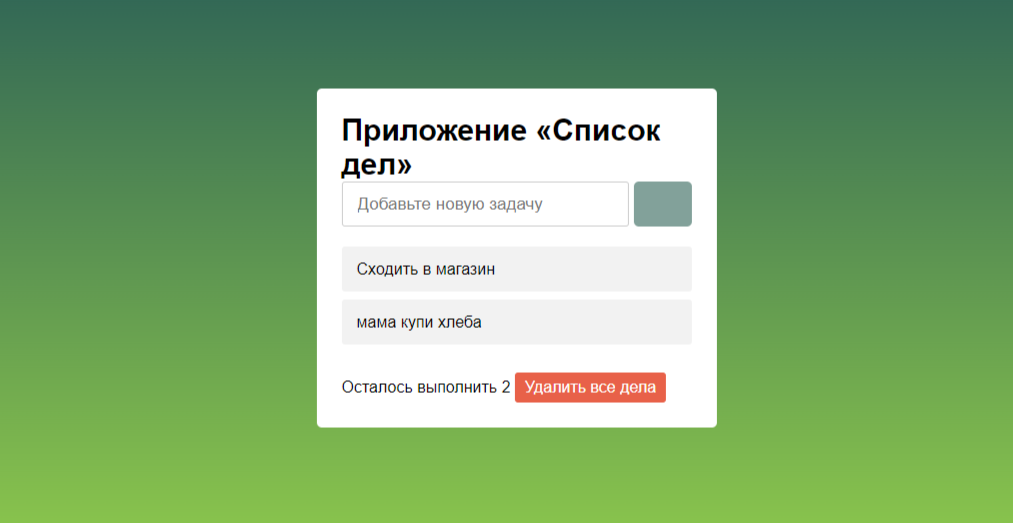 Приложение «Список
дел»
Добавьте новую задачу
Сходить в магазин
мама купи хлеба
Осталось выполнить 2 Удалить все дела